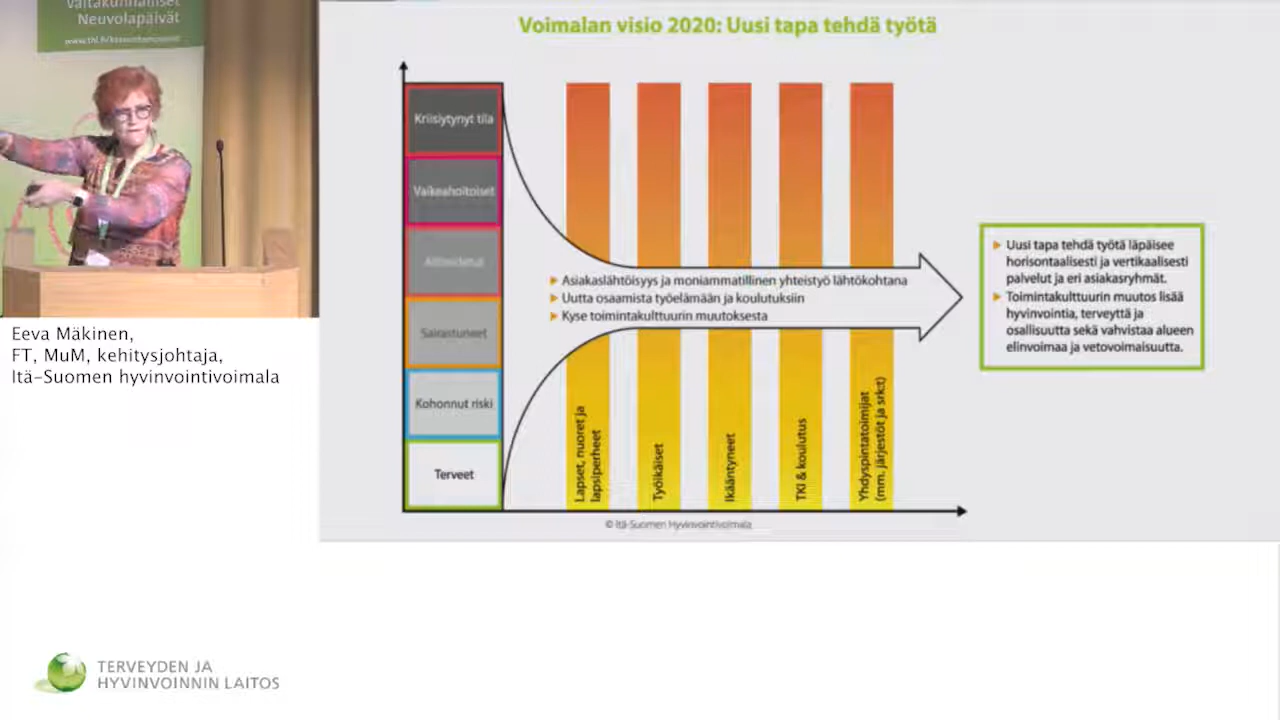 Valtakunnalliset
Neuvolapäivät
Eeva Mäkinen,
FT, MuM, kehitysjohtaja,
Itä-Suomen hyvinvointivoimala
TERVEYDEN JA
HYVINVOINNIN LAITOS
Voimalan visio 2020: Uusi tapa tehdä työtä
Kriisiytynyt tila
Vaikeahoitoiset
Sairastuneet
Kohonnut riski
Terveet
Asiakaslähtöisyys ja moniammatillinen yhteistyö lähtökohtana
Uutta osaamista työelämään ja koulutuksiin
Kyse toimintakulttuurin muutoksesta
Lapset, nuoret ja
lapsiperheet
Työikäiset
Ikääntyneet
TKI & koulutus
Yhdyspintatoimijat
(mm. järjestöt ja srk:t)
© Itä-Suomen Hyvinvointivoimala
Uusi tapa tehdä työtä läpäisee
horisontaalisesti ja vertikaalisesti
palvelut ja eri asiakasryhmät.
Toimintakulttuurin muutos lisää
hyvinvointia, terveyttä ja
osallisuutta sekä vahvistaa alueen
elinvoimaa ja vetovoimaisuutta.